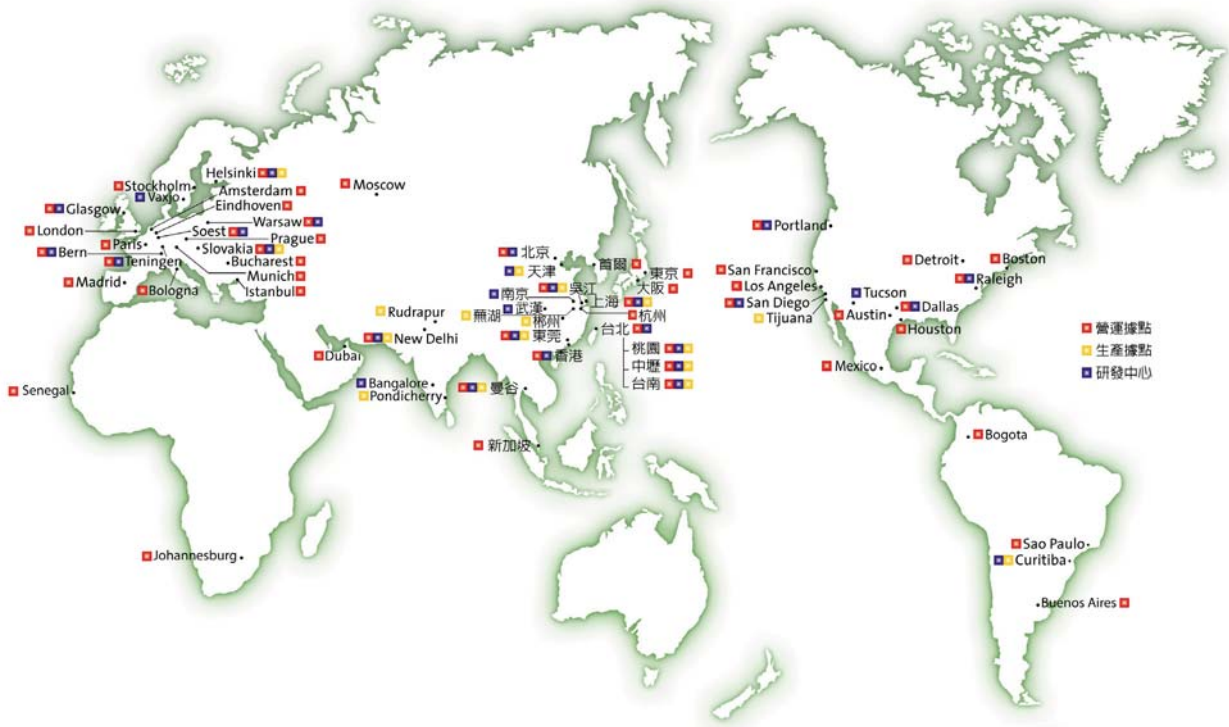 Helsinki
Stockholm
Amsterdam
Moscow
Vaxjo
Eindhoven
Glasgow
Warsaw
London
Soest
Prague
Paris
Slovakia
Bern
Teningen
Bucharest
Munich
Madrid
Bologna
Istanbul
Rudrapur
New Delhi
Dubai
Senegal
Bangalore
Pondicherry
Johannesburg
北京
天津
首爾
東京
吳江
大阪
南京
上海
武漢
蕪湖
杭州
郴州
台北
東莞
香港
桃園
中壢
台南
曼谷
新加坡
Portland
San Francisco
Detroit
Boston
Los Angeles
Raleigh
San Diego
Tucson
Dallas
Tijuana
Austin
Houston
Mexico
Bogota
Sao Paulo
Curitiba
Buenos Aires
營運據點
生產據點
研發中心